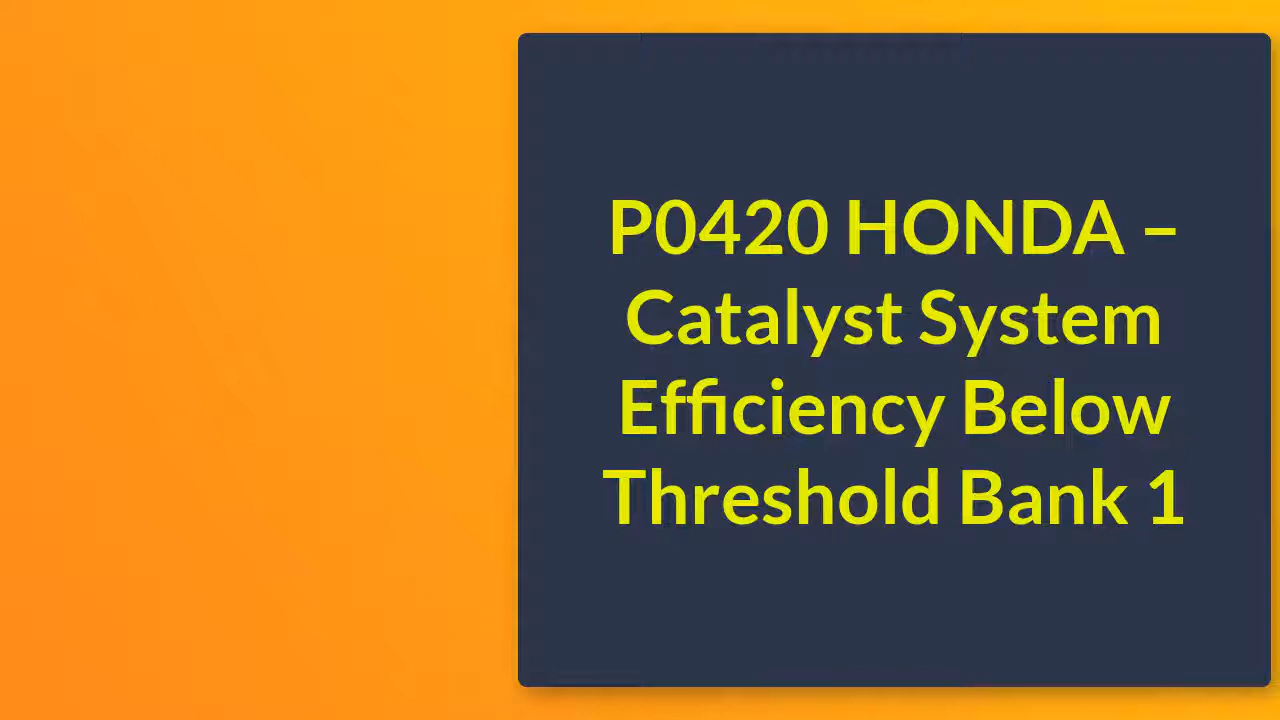 P0420 HONDA –
Catalyst System
Efficiency Below
Threshold Bank 1